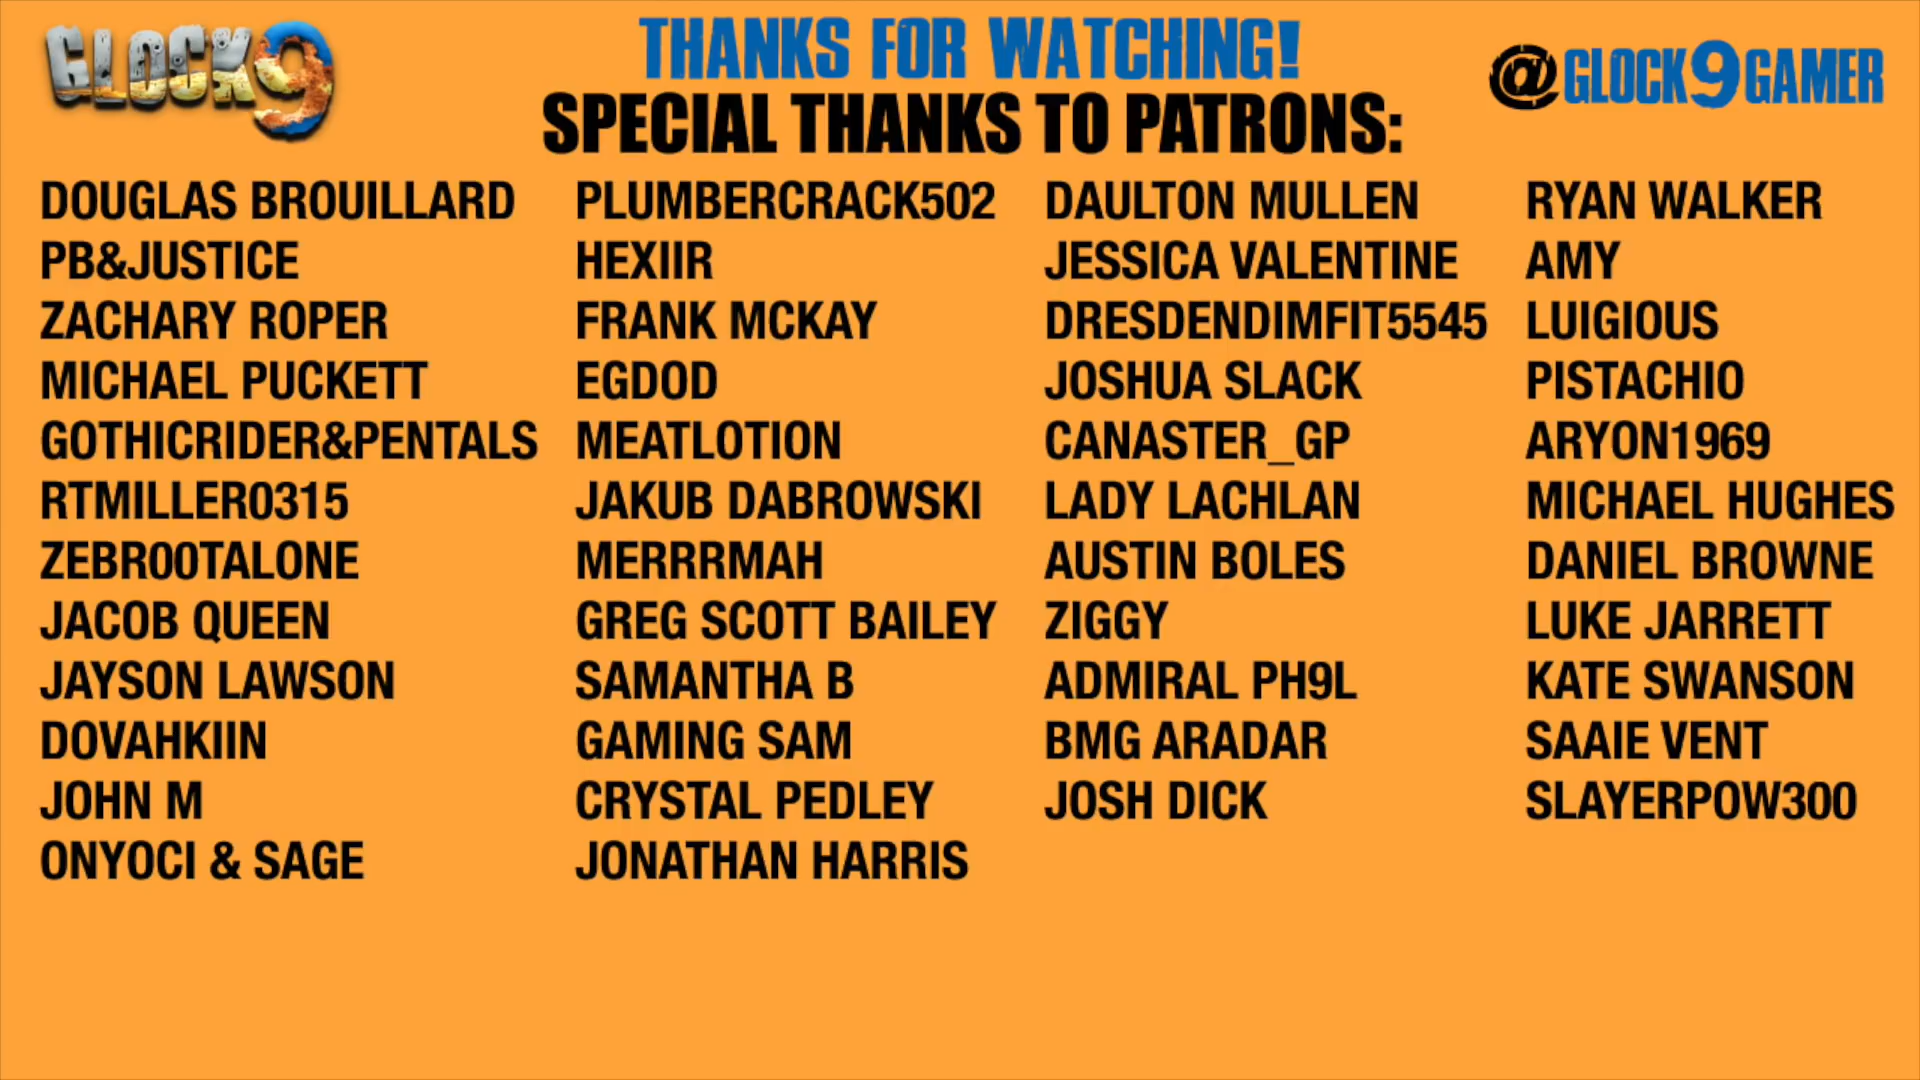 GLOCK9
THANKS FOR WATCHING!
@GLOCK9GAMER
SPECIAL THANKS TO PATRONS:
DOUGLAS BROUILLARD
PB&JUSTICE
ZACHARY ROPER
MICHAEL PUCKETT
GOTHICRIDER&PENTALS
RTMILLER0315
ZEBR00TALONE
JACOB QUEEN
JAYSON LAWSON
DOVAHKIIN
JOHN M
ONYOCI & SAGE
PLUMBERCRACK502
HEXIIR
FRANK MCKAY
EGDOD
MEATLOTION
JAKUB DABROWSKI
MERRRMAH
GREG SCOTT BAILEY
SAMANTHA B
GAMING SAM
CRYSTAL PEDLEY
JONATHAN HARRIS
DAULTON MULLEN
JESSICA VALENTINE
DRESDENDIMFIT5545
JOSHUA SLACK
CANASTER_GP
LADY LACHLAN
AUSTIN BOLES
ZIGGY
ADMIRAL PH9L
BMG ARADAR
JOSH DICK
RYAN WALKER
AMY
LUIGIOUS
PISTACHIO
ARYON1969
MICHAEL HUGHES
DANIEL BROWNE
LUKE JARRETT
KATE SWANSON
SAAIE VENT
SLAYERPOW300